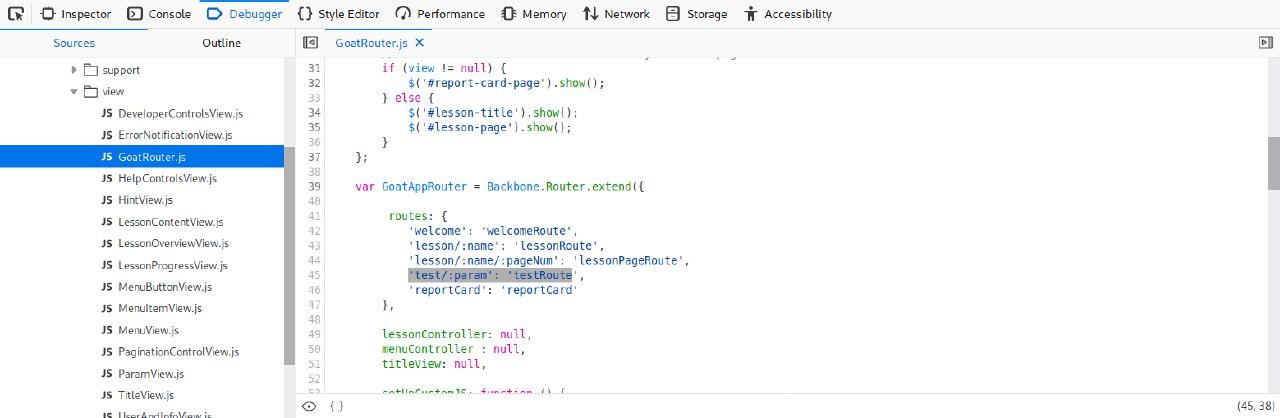 Inspector Console Debugger Style Editor Performance Memory Network Storage Accessibility
Sources Outline
GoatRouter.js
support
view
JS DeveloperControlsView.js
JS ErrorNotificationView.js
JS GoatRouter.js
JS HelpControlsView.js
JS HintView.js
JS LessonContentView.js
JS LessonOverviewView.js
JS LessonProgressView.js
JS MenuButtonView.js
JS MenuItemView.js
JS MenuView.js
JS PaginationControlView.js
JS ParamView.js
JS TitleView.js
JS UserAndInfoView.js
31 if (view != null) {
32 $('#report-card-page').show();
33 } else {
34 $('#lesson-title').show();
35 $('#lesson-page').show();
36 }
37 };
38
39 var GoatAppRouter = Backbone.Router.extend({
40
41 routes: {
42 'welcome': 'welcomeRoute',
43 'lesson/:name': 'lessonRoute',
44 'lesson/:name/:pageNum': 'lessonPageRoute',
45 'test/:param': 'testRoute',
46 'reportCard': 'reportCard'
47 },
48
49 lessonController: null,
50 menuController : null,
51 titleView: null,
52
53 setUpCustomJS: function () {
{ } (45, 38)